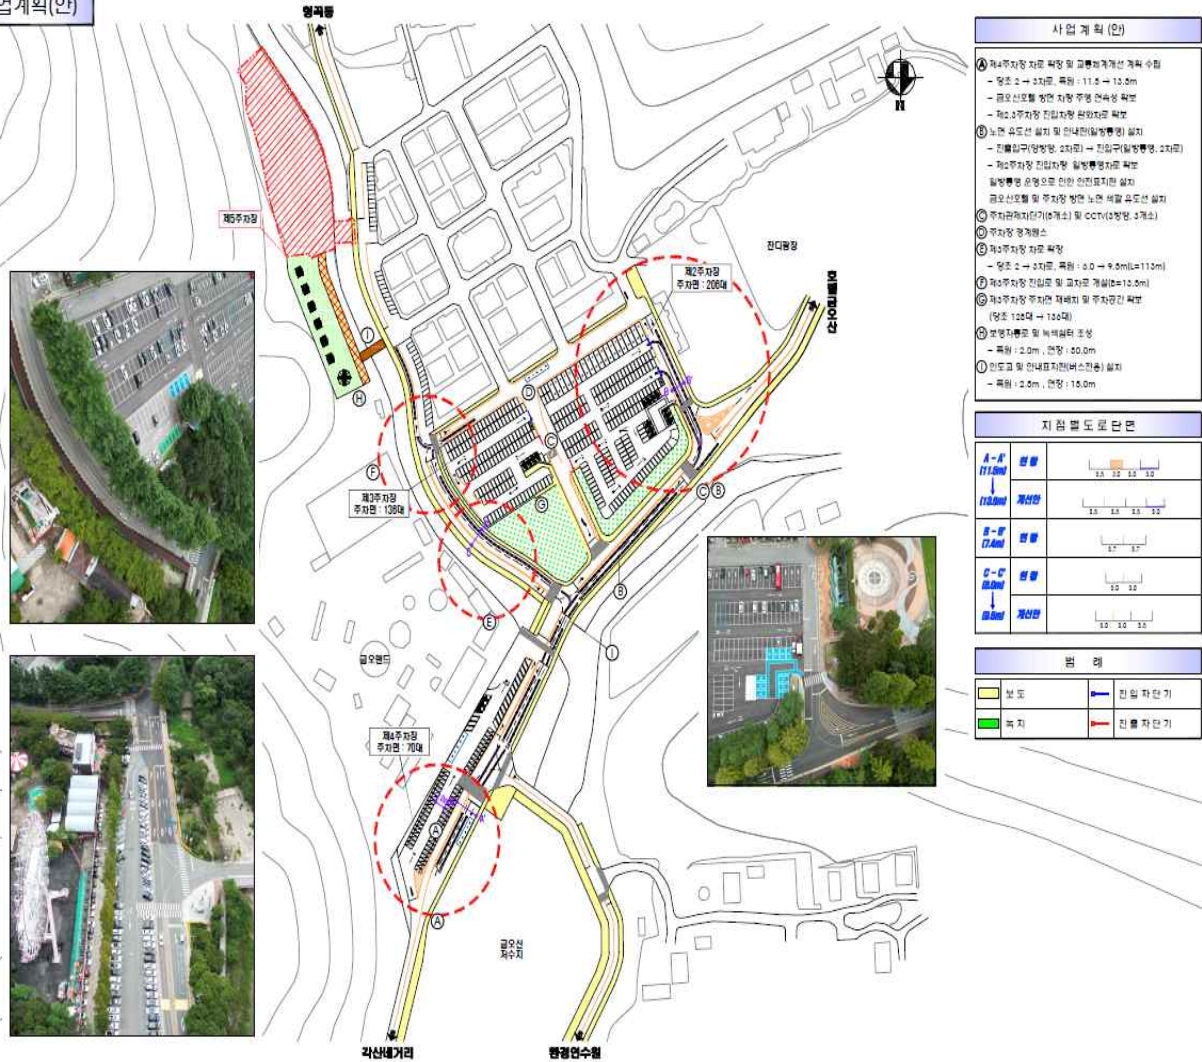 업계획(안)
형곡동
N
제5주차장
잔디광장
호텔금오산
제2주차장
주차면 : 206대
제3주차장
주차면 : 136대
금오랜드
제4주차장
주차면 : 70대
금오산
저수지
각산네거리
환경연수원
사 업 계 획 (안)
Ⓐ 제4주차장 차로 확장 및 교통체계개선 계획 수립
- 당초 2 → 3차로, 폭원 : 11.5 → 13.5m
- 금오산호텔 방면 차량 주행 연속성 확보
- 제2,3주차장 진입차량 완화차로 확보
Ⓑ 노면 유도선 설치 및 안내판(일방통행) 설치
- 진출입구(양방향, 2차로) → 진입구(일방통행, 2차로)
- 제2주차장 진입차량 일방통행차로 확보
일방통행 운영으로 인한 안전표지판 설치
금오산호텔 및 주차장 방면 노면 색깔 유도선 설치
Ⓒ 주차관제차단기(8개소) 및 CCTV(3방향, 3개소)
Ⓓ 주차장 경계휀스
Ⓔ 제3주차장 차로 확장
- 당초 2 → 3차로, 폭원 : 6.0 → 9.5m(L=113m)
Ⓕ 제3주차장 진입로 및 교차로 개설(B=13.5m)
Ⓖ 제3주차장 주차면 재배치 및 주차공간 확보
(당초 128대 → 136대)
Ⓗ 보행자통로 및 녹색쉼터 조성
- 폭원 : 2.0m , 연장 : 50.0m
Ⓘ 인도교 및 안내표지판(버스전용) 설치
- 폭원 : 2.5m , 연장 : 15.0m
지 점 별 도 로 단 면
A - A'
(11.5m)
↓
(13.5m)
현 황
개선안
B - B'
(7.4m)
현 황
3.7 3.7
C - C'
(6.0m)
↓
(9.5m)
현 황
3.0 3.0
개선안
3.0 3.0 3.5
범 례
보 도
진 입 차 단 기
녹 지
진 출 차 단 기